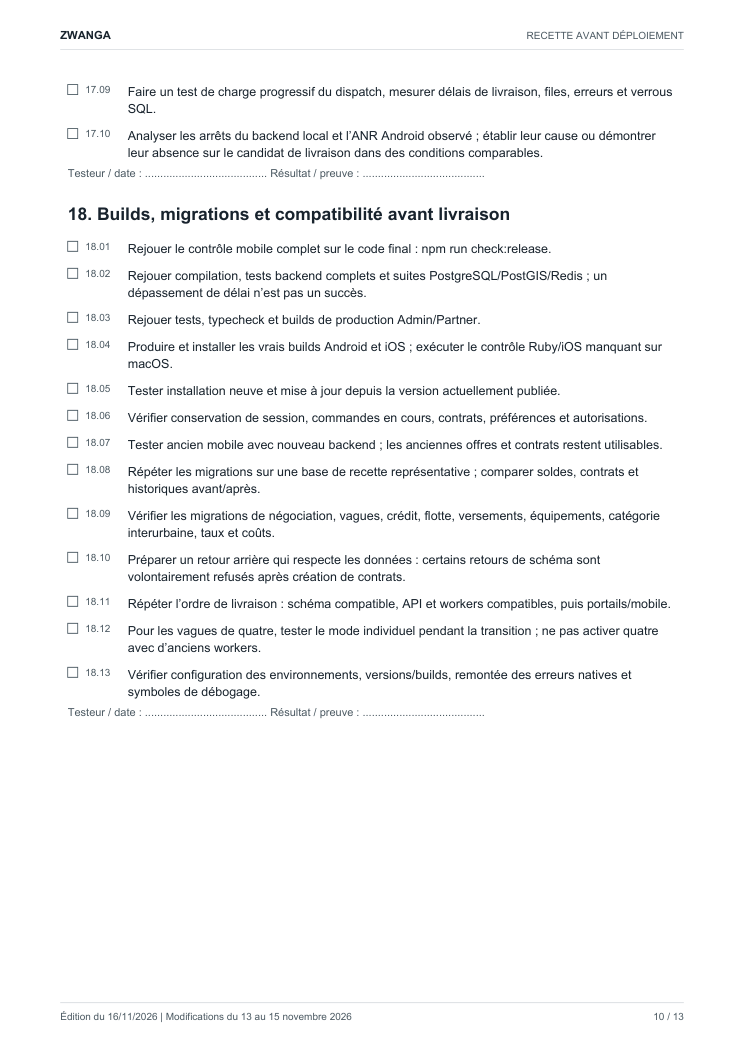 ZWANGA
RECETTE AVANT DÉPLOIEMENT
17.09
Faire un test de charge progressif du dispatch, mesurer délais de livraison, files, erreurs et verrous
SQL.
17.10
Analyser les arrêts du backend local et l’ANR Android observé ; établir leur cause ou démontrer
leur absence sur le candidat de livraison dans des conditions comparables.
Testeur / date : ........................................ Résultat / preuve : ........................................
18. Builds, migrations et compatibilité avant livraison
18.01
Rejouer le contrôle mobile complet sur le code final : npm run check:release.
18.02
Rejouer compilation, tests backend complets et suites PostgreSQL/PostGIS/Redis ; un
dépassement de délai n’est pas un succès.
18.03
Rejouer tests, typecheck et builds de production Admin/Partner.
18.04
Produire et installer les vrais builds Android et iOS ; exécuter le contrôle Ruby/iOS manquant sur
macOS.
18.05
Tester installation neuve et mise à jour depuis la version actuellement publiée.
18.06
Vérifier conservation de session, commandes en cours, contrats, préférences et autorisations.
18.07
Tester ancien mobile avec nouveau backend ; les anciennes offres et contrats restent utilisables.
18.08
Répéter les migrations sur une base de recette représentative ; comparer soldes, contrats et
historiques avant/après.
18.09
Vérifier les migrations de négociation, vagues, crédit, flotte, versements, équipements, catégorie
interurbaine, taux et coûts.
18.10
Préparer un retour arrière qui respecte les données : certains retours de schéma sont
volontairement refusés après création de contrats.
18.11
Répéter l’ordre de livraison : schéma compatible, API et workers compatibles, puis portails/mobile.
18.12
Pour les vagues de quatre, tester le mode individuel pendant la transition ; ne pas activer quatre
avec d’anciens workers.
18.13
Vérifier configuration des environnements, versions/builds, remontée des erreurs natives et
symboles de débogage.
Testeur / date : ........................................ Résultat / preuve : ........................................
Édition du 16/11/2026 | Modifications du 13 au 15 novembre 2026
10 / 13